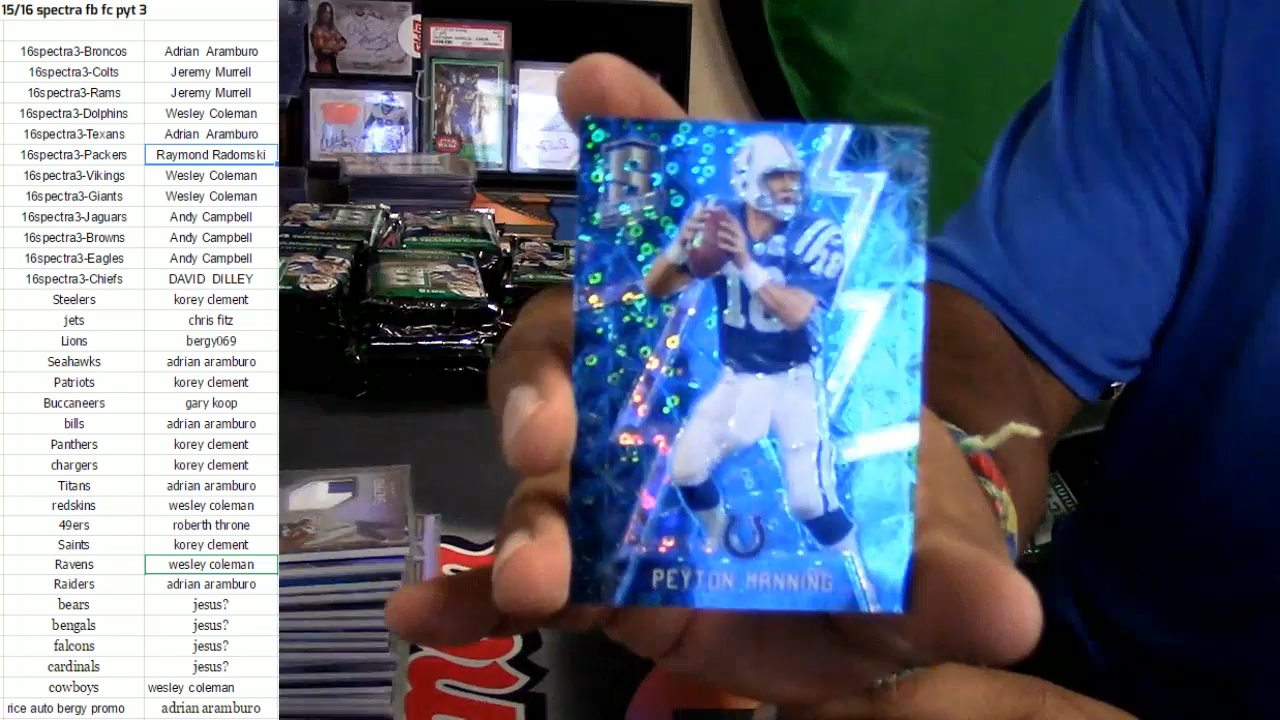 15/16 spectra fb fc pyt 3
16spectra3-Broncos Adrian Aramburo
16spectra3-Colts Jeremy Murrell
16spectra3-Rams Jeremy Murrell
16spectra3-Dolphins Wesley Coleman
16spectra3-Texans Adrian Aramburo
16spectra3-Packers Raymond Radomski
16spectra3-Vikings Wesley Coleman
16spectra3-Giants Wesley Coleman
16spectra3-Jaguars Andy Campbell
16spectra3-Browns Andy Campbell
16spectra3-Eagles Andy Campbell
16spectra3-Chiefs DAVID DILLEY
Steelers korey clement
jets chris fitz
Lions bergy069
Seahawks adrian aramburo
Patriots korey clement
Buccaneers gary koop
bills adrian aramburo
Panthers korey clement
chargers korey clement
Titans adrian aramburo
redskins wesley coleman
49ers roberth throne
Saints korey clement
Ravens wesley coleman
Raiders adrian aramburo
bears jesus?
bengals jesus?
falcons jesus?
cardinals jesus?
cowboys wesley coleman
rice auto bergy promo adrian aramburo
18
PEYTON MANNING